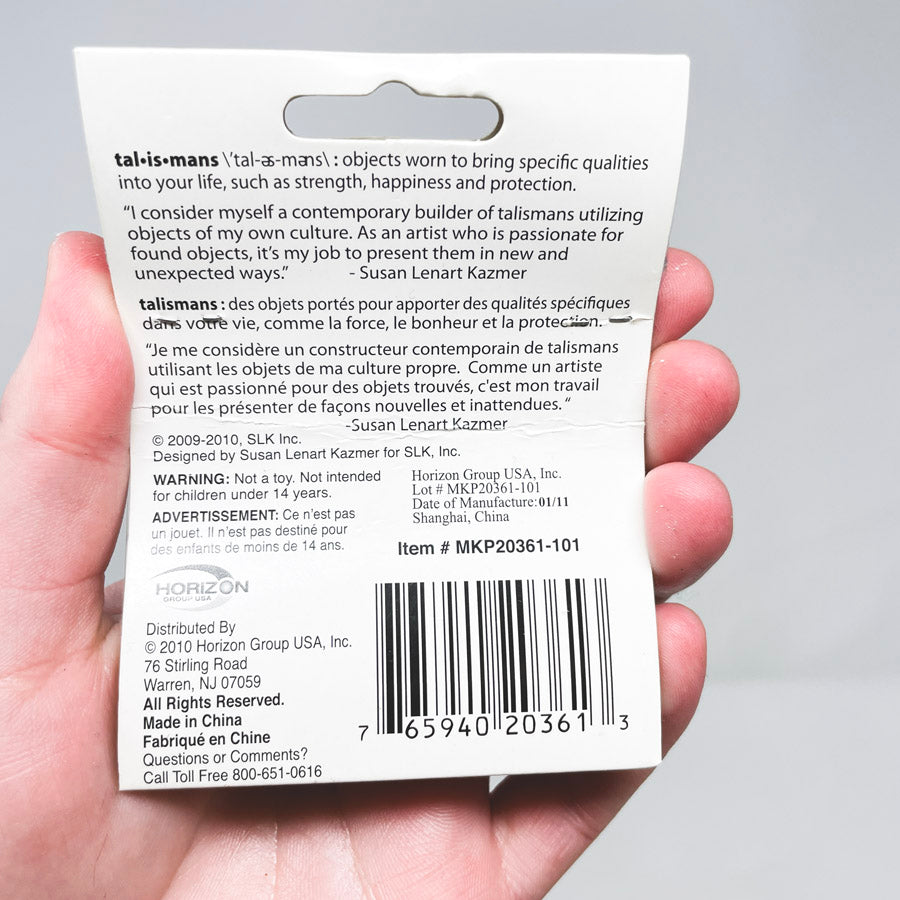 tal•is•mans \'tal-əs-məns\ : objects worn to bring specific qualities
into your life, such as strength, happiness and protection.
“I consider myself a contemporary builder of talismans utilizing
objects of my own culture. As an artist who is passionate for
found objects, it’s my job to present them in new and
unexpected ways.” - Susan Lenart Kazmer
talismans : des objets portés pour apporter des qualités spécifiques
dans votre vie, comme la force, le bonheur et la protection.
“Je me considère un constructeur contemporain de talismans
utilisant les objets de ma culture propre. Comme un artiste
qui est passionné pour des objets trouvés, c'est mon travail
pour les présenter de façons nouvelles et inattendues.“
-Susan Lenart Kazmer
© 2009-2010, SLK Inc.
Designed by Susan Lenart Kazmer for SLK, Inc.
WARNING: Not a toy. Not intended
for children under 14 years.
ADVERTISSEMENT: Ce n'est pas
un jouet. Il n'est pas destiné pour
des enfants de moins de 14 ans.
Horizon Group USA, Inc.
Lot # MKP20361-101
Date of Manufacture: 01/11
Shanghai, China
Item # MKP20361-101
HORIZON
GROUP USA
Distributed By
© 2010 Horizon Group USA, Inc.
76 Stirling Road
Warren, NJ 07059
All Rights Reserved.
Made in China
Fabriqué en Chine
Questions or Comments?
Call Toll Free 800-651-0616
7 65940 20361 3